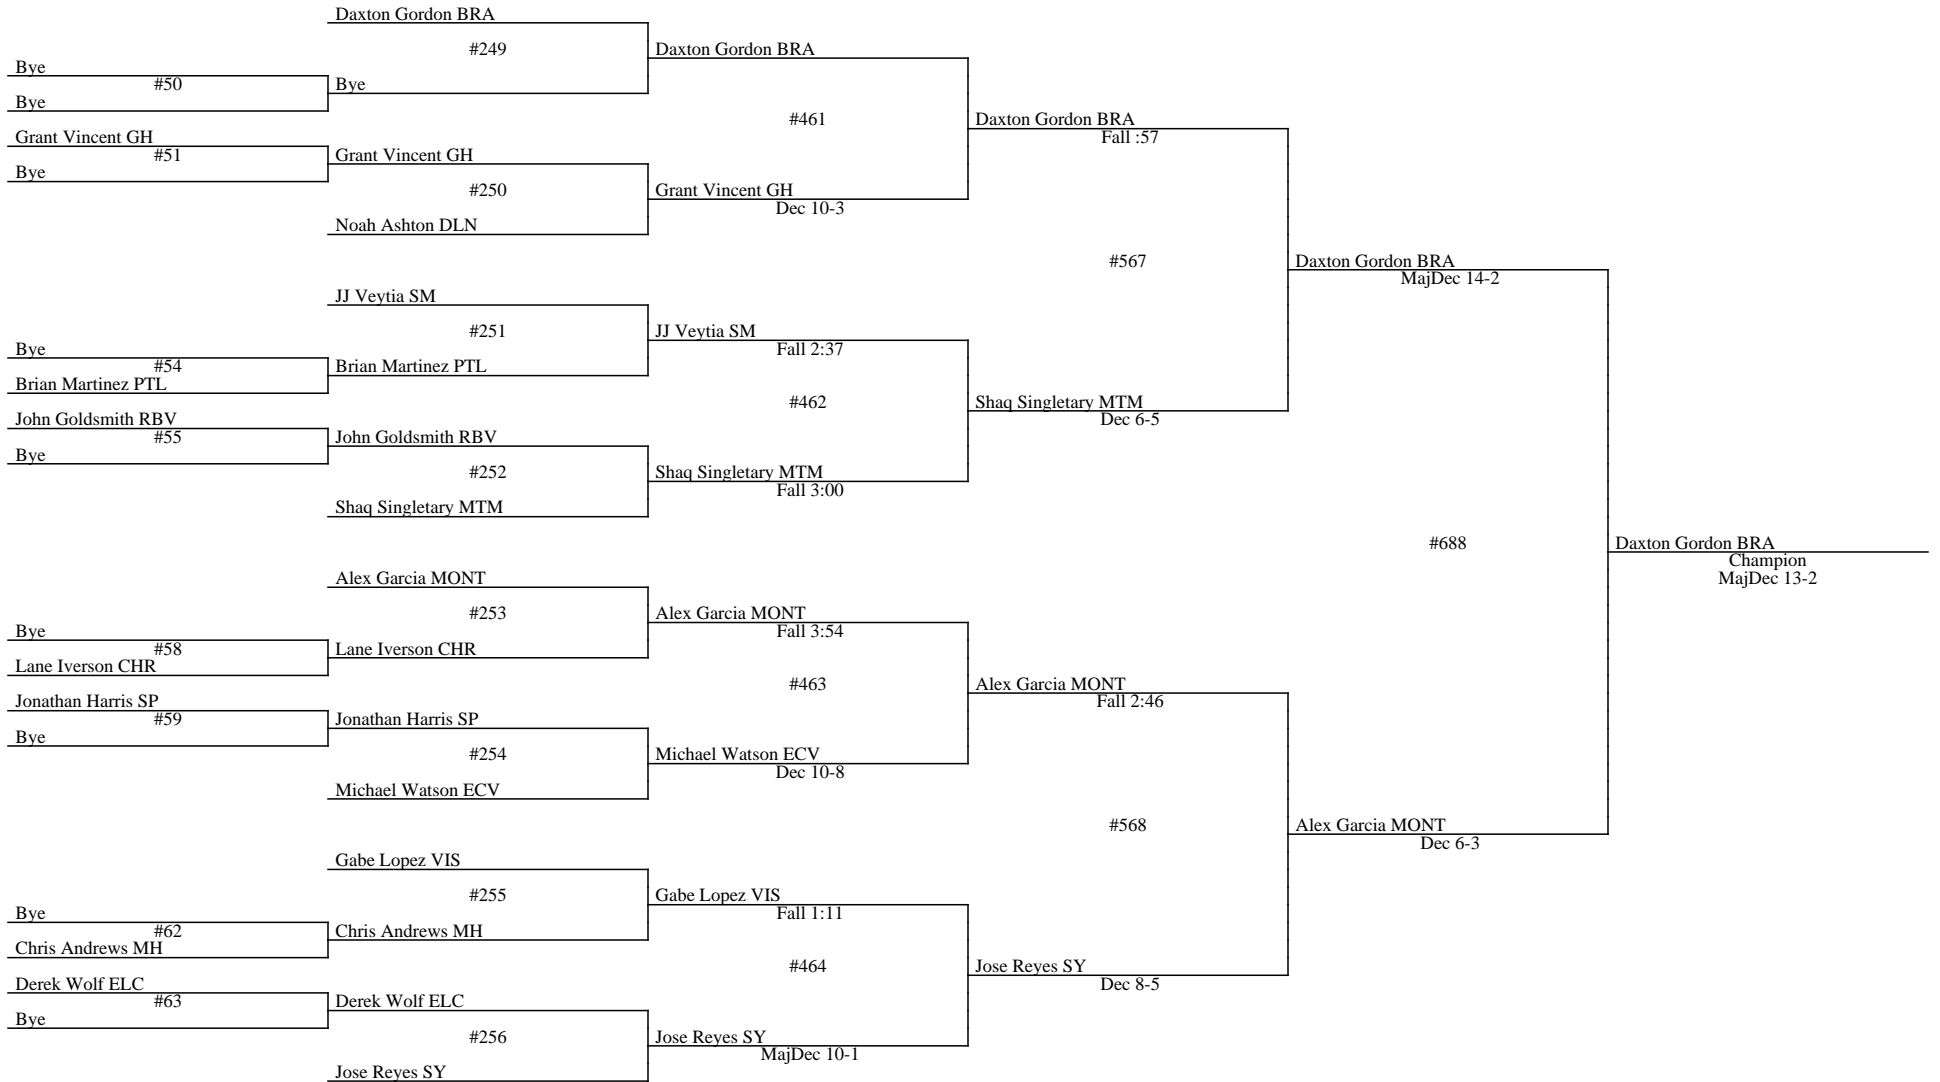 Daxton Gordon BRA
#249
Daxton Gordon BRA
Bye
#50
Bye
Bye
#461
Daxton Gordon BRA
Fall :57
Grant Vincent GH
#51
Grant Vincent GH
Bye
#250
Grant Vincent GH
Dec 10-3
Noah Ashton DLN
#567
Daxton Gordon BRA
MajDec 14-2
JJ Veytia SM
#251
JJ Veytia SM
Fall 2:37
Bye
#54
Brian Martinez PTL
Brian Martinez PTL
#462
Shaq Singletary MTM
Dec 6-5
John Goldsmith RBV
#55
John Goldsmith RBV
Bye
#252
Shaq Singletary MTM
Fall 3:00
Shaq Singletary MTM
#688
Daxton Gordon BRA
Champion
MajDec 13-2
Alex Garcia MONT
#253
Alex Garcia MONT
Fall 3:54
Bye
#58
Lane Iverson CHR
Lane Iverson CHR
#463
Alex Garcia MONT
Fall 2:46
Jonathan Harris SP
#59
Jonathan Harris SP
Bye
#254
Michael Watson ECV
Dec 10-8
Michael Watson ECV
#568
Alex Garcia MONT
Dec 6-3
Gabe Lopez VIS
#255
Gabe Lopez VIS
Fall 1:11
Bye
#62
Chris Andrews MH
Chris Andrews MH
#464
Jose Reyes SY
Dec 8-5
Derek Wolf ELC
#63
Derek Wolf ELC
Bye
#256
Jose Reyes SY
MajDec 10-1
Jose Reyes SY